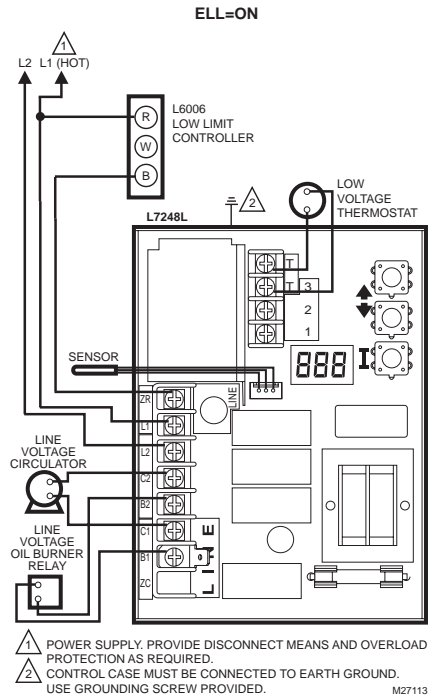 ELL=ON
1
L2 L1 (HOT)
R
W
B
L6006
LOW LIMIT
CONTROLLER
2
LOW
VOLTAGE
THERMOSTAT
L7248L
T
T 3
2
1
888
SENSOR
LINE
ZR
L1
L2
C2
B2
C1
B1
ZC
LINE
LINE
VOLTAGE
CIRCULATOR
LINE
VOLTAGE
OIL BURNER
RELAY
1 POWER SUPPLY. PROVIDE DISCONNECT MEANS AND OVERLOAD
PROTECTION AS REQUIRED.
2 CONTROL CASE MUST BE CONNECTED TO EARTH GROUND.
USE GROUNDING SCREW PROVIDED.
M27113